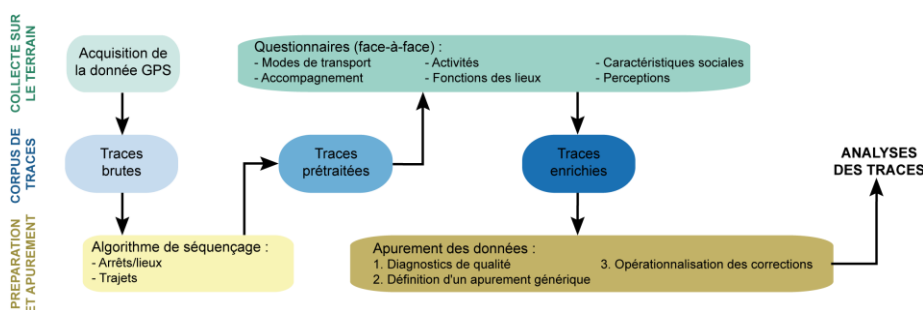 COLLECTE SUR
LE TERRAIN
Acquisition de
la donnée GPS
Questionnaires (face-à-face) :
- Modes de transport
- Accompagnement
- Activités
- Fonctions des lieux
- Caractéristiques sociales
- Perceptions
CORPUS DE
TRACES
Traces
brutes
Traces
prétraitées
Traces
enrichies
ANALYSES
DES TRACES
PREPARATION
ET APUREMENT
Algorithme de séquençage :
- Arrêts/lieux
- Trajets
Apurement des données :
1. Diagnostics de qualité
2. Définition d'un apurement générique
3. Opérationnalisation des corrections